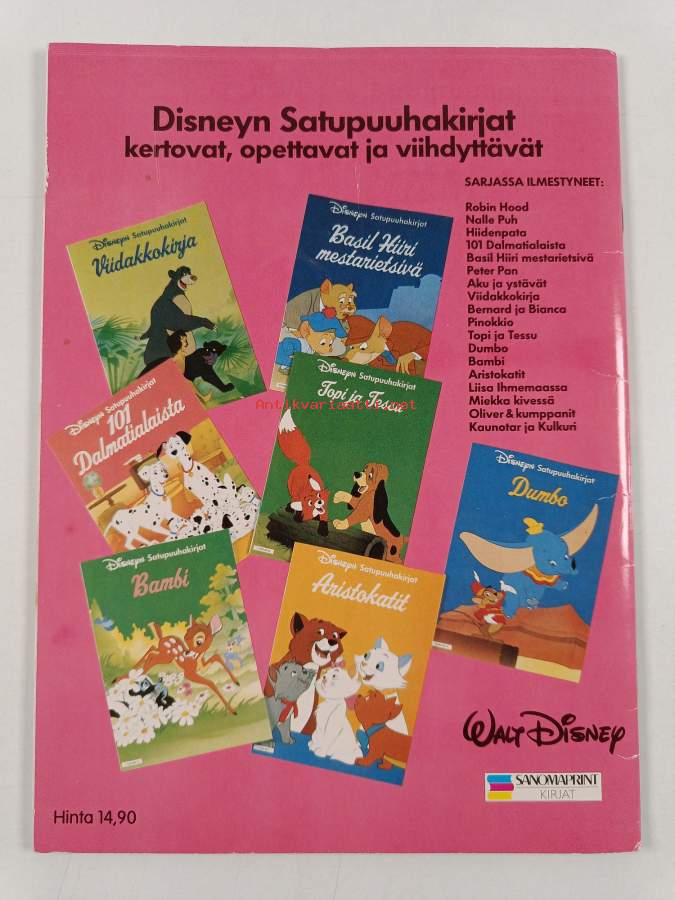 Disneyn Satupuuhakirjat
kertovat, opettavat ja viihdyttävät
SARJASSA ILMESTYNEET:
Robin Hood
Nalle Puh
Hiidenpata
101 Dalmatialaista
Basil Hiiri mestarietsivä
Peter Pan
Aku ja ystävät
Viidakkokirja
Bernard ja Bianca
Pinokkio
Topi ja Tessu
Dumbo
Bambi
Aristokatit
Liisa Ihmemaassa
Miekka kivessä
Oliver & kumppanit
Kaunotar ja Kulkuri
Disneyn Satupuuhakirjat
Viidakkokirja
Disneyn Satupuuhakirjat
Basil Hiiri
mestarietsivä
Disneyn Satupuuhakirjat
101
Dalmatialaista
Disneyn Satupuuhakirjat
Topi ja Tessu
Antikvariaatti.net
Disneyn Satupuuhakirjat
Dumbo
Disneyn Satupuuhakirjat
Bambi
Disneyn Satupuuhakirjat
Aristokatit
WALT DISNEY
SANOMAPRINT
KIRJAT
Hinta 14,90